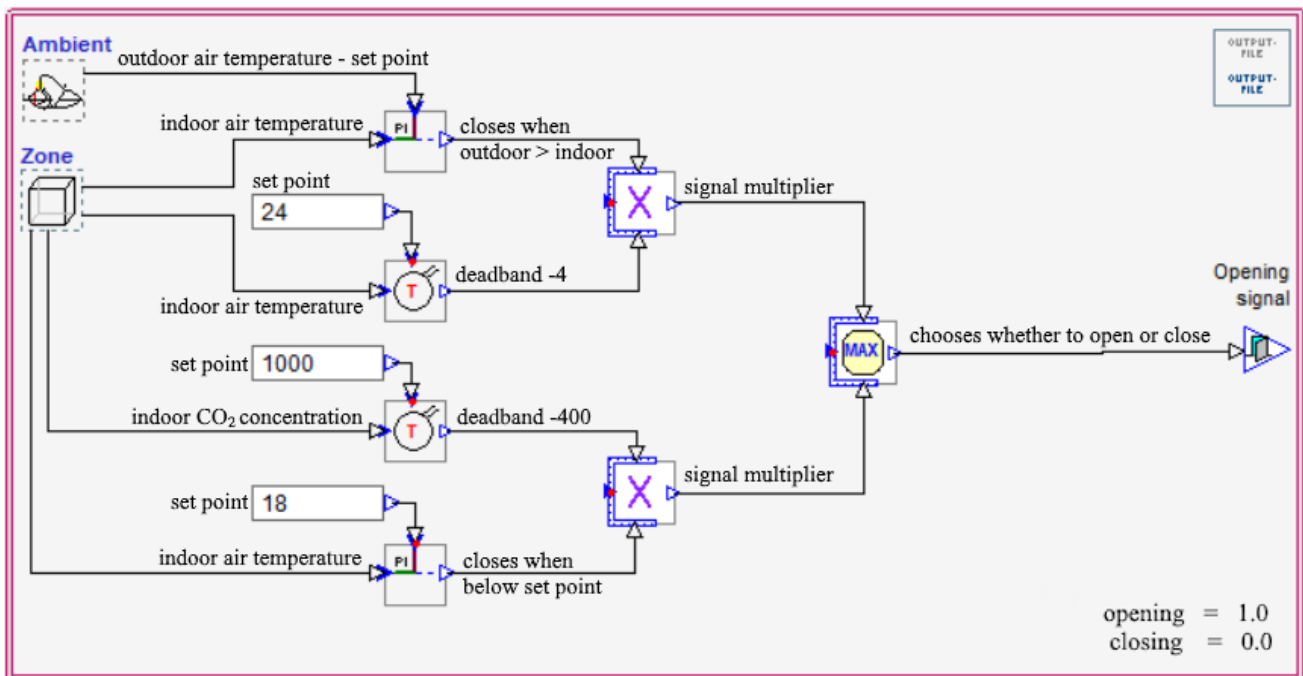 Ambient
outdoor air temperature - set point
OUTPUT-
FILE
OUTPUT-
FILE
indoor air temperature
PI
closes when
outdoor > indoor
Zone
set point
24
signal multiplier
X
deadband -4
T
indoor air temperature
Opening
signal
set point
1000
MAX
chooses whether to open or close
indoor CO₂ concentration
T
deadband -400
signal multiplier
X
set point
18
indoor air temperature
PI
closes when
below set point
opening = 1.0
closing = 0.0